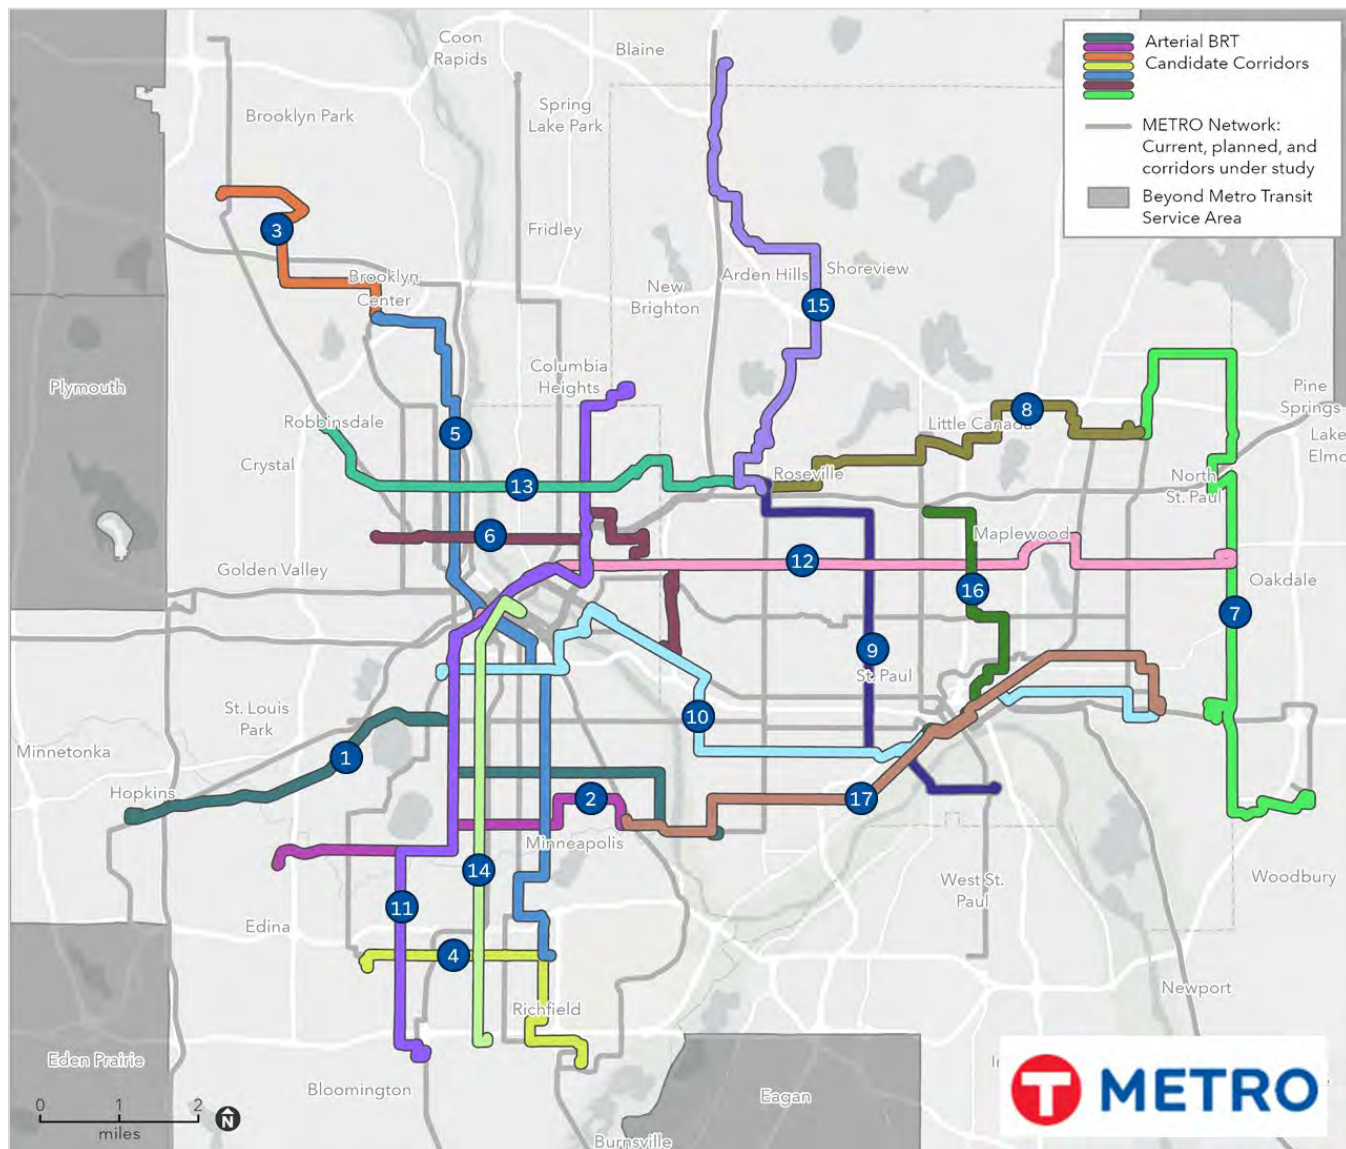 Coon
Rapids
Blaine
Arterial BRT
Candidate Corridors
METRO Network:
Current, planned, and
corridors under study
Beyond Metro Transit
Service Area
Brooklyn Park
Spring
Lake Park
3
Fridley
Brooklyn
Center
New
Brighton
Arden Hills
Shoreview
15
Plymouth
Columbia
Heights
Pine
Springs
Robbinsdale
5
8
Little Canada
Lake
Elmo
Crystal
13
Roseville
North
St. Paul
6
Maplewood
Golden Valley
12
16
Oakdale
7
9
St. Paul
St. Louis
Park
10
Minnetonka
1
Hopkins
2
17
Minneapolis
14
West St.
Paul
Woodbury
11
Edina
4
Newport
Richfield
Eden Prairie
Bloomington
Eagan
0 1 2
miles
N
T METRO
Burnsville